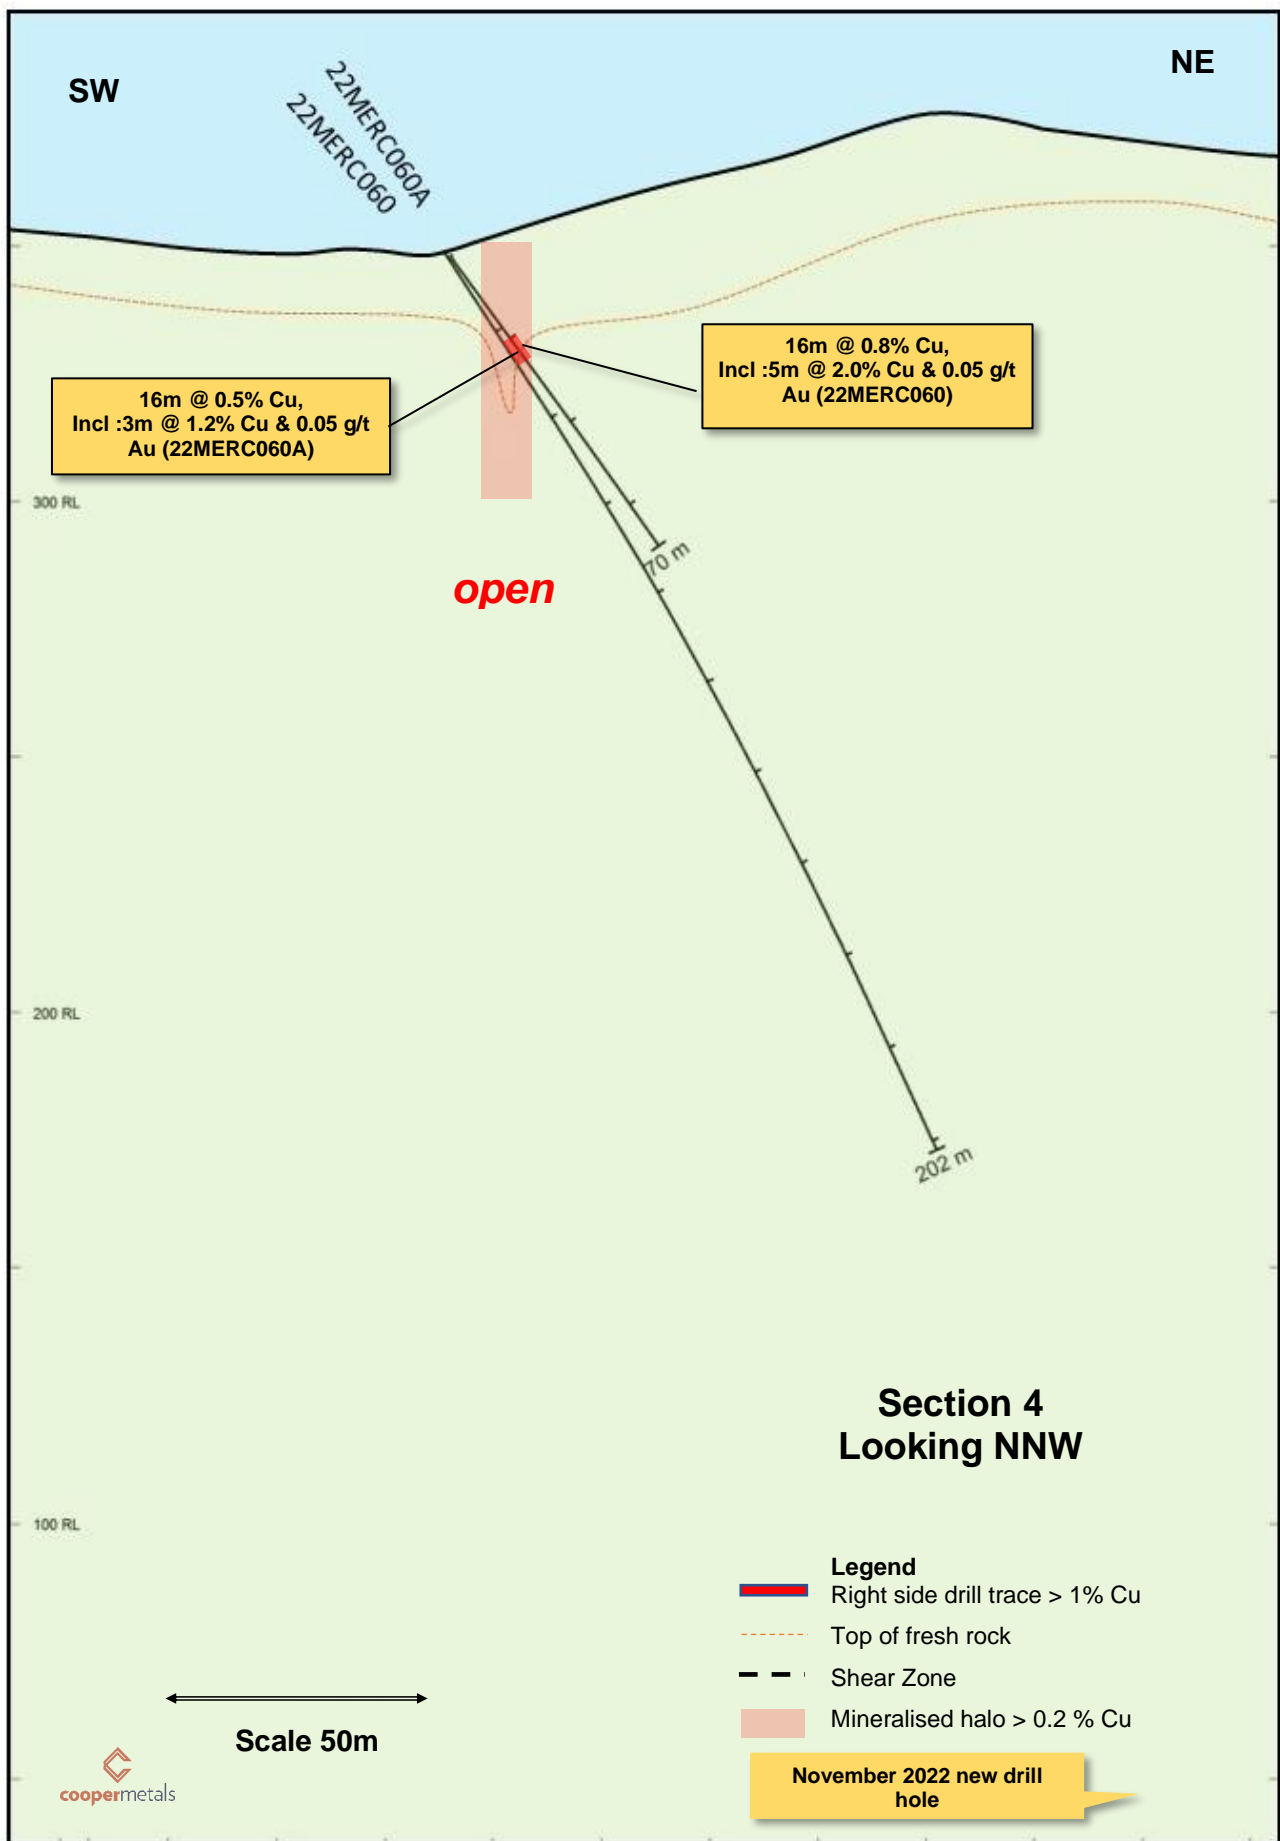 SW
NE
22MERC060A
22MERC060
16m @ 0.8% Cu,
Incl :5m @ 2.0% Cu & 0.05 g/t
Au (22MERC060)
16m @ 0.5% Cu,
Incl :3m @ 1.2% Cu & 0.05 g/t
Au (22MERC060A)
300 RL
open
70 m
200 RL
202 m
Section 4
Looking NNW
100 RL
Legend
Right side drill trace > 1% Cu
Top of fresh rock
Shear Zone
Mineralised halo > 0.2 % Cu
Scale 50m
November 2022 new drill
hole
coopermetals